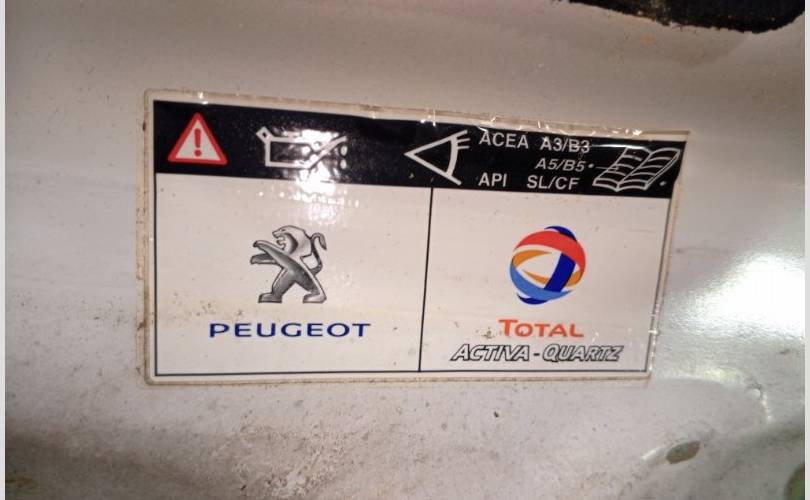 ACEA A3/B3
A5/B5*
API SL/CF
PEUGEOT
TOTAL
ACTIVA - QUARTZ